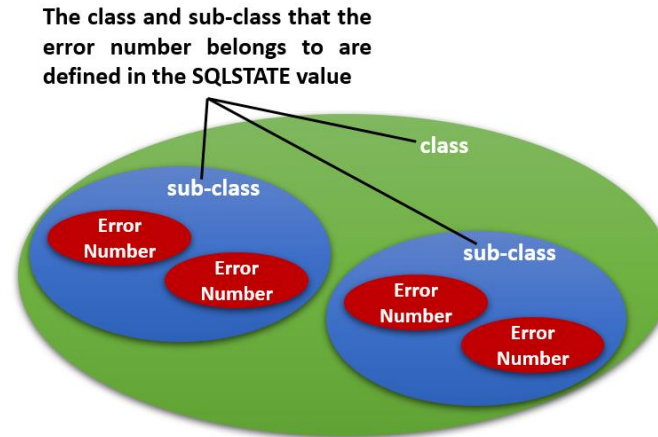 The class and sub-class that the
error number belongs to are
defined in the SQLSTATE value
class
sub-class
Error
Number
Error
Number
sub-class
Error
Number
Error
Number